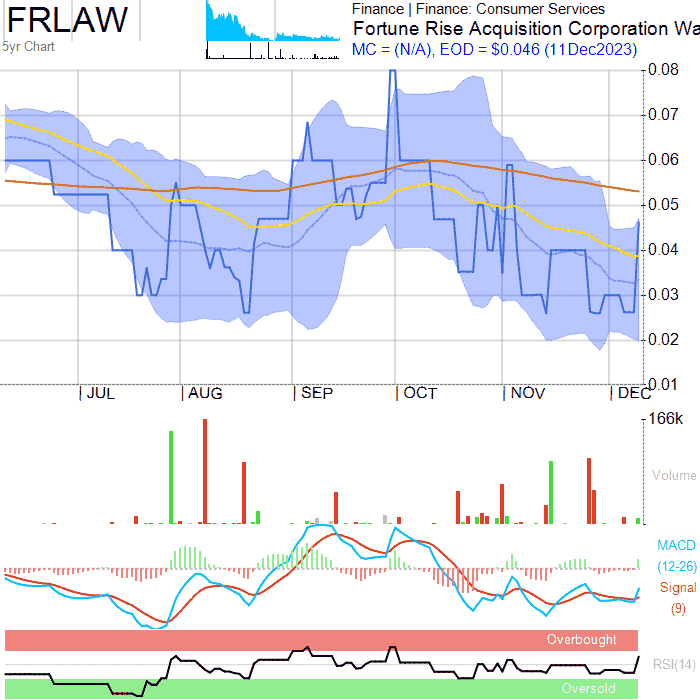 FRLAW
5yr Chart
Finance | Finance: Consumer Services
Fortune Rise Acquisition Corporation Wa
MC = (N/A), EOD = $0.046 (11Dec2023)
0.08
0.07
0.06
0.05
0.04
0.03
0.02
0.01
JUL AUG SEP OCT NOV DEC
166k
Volume
MACD
(12-26)
Signal
(9)
Overbought
RSI(14)
Oversold